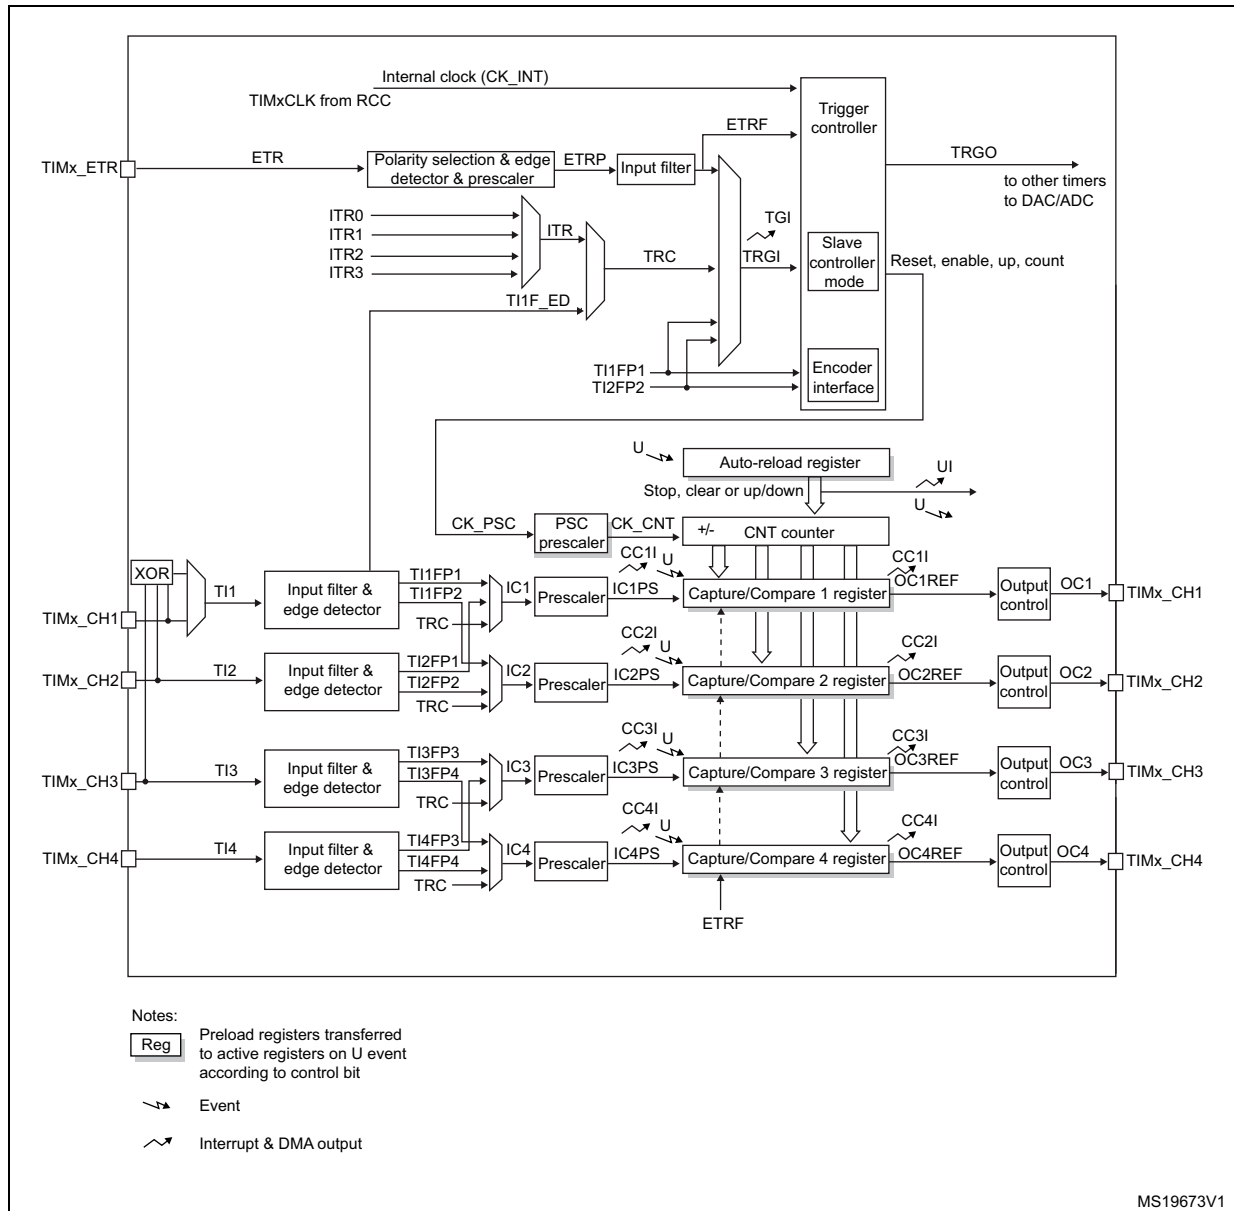 Internal clock (CK_INT)
TIMxCLK from RCC
Trigger
controller
ETRF
TIMx_ETR
ETR
Polarity selection & edge
detector & prescaler
ETRP
Input filter
TRGO
to other timers
to DAC/ADC
ITR0
ITR1
ITR2
ITR3
ITR
TGI
TRC
TRGI
Slave
controller
mode
Reset, enable, up, count
TI1F_ED
TI1FP1
TI2FP2
Encoder
interface
U
Auto-reload register
UI
Stop, clear or up/down
U
CK_PSC
PSC
prescaler
CK_CNT
+/-
CNT counter
XOR
TI1
Input filter &
edge detector
TI1FP1
TI1FP2
TRC
IC1
Prescaler
IC1PS
CC1I
U
Capture/Compare 1 register
CC1I
OC1REF
Output
control
OC1
TIMx_CH1
TIMx_CH1
TIMx_CH2
TI2
Input filter &
edge detector
TI2FP1
TI2FP2
TRC
IC2
Prescaler
IC2PS
CC2I
U
Capture/Compare 2 register
CC2I
OC2REF
Output
control
OC2
TIMx_CH2
TIMx_CH3
TI3
Input filter &
edge detector
TI3FP3
TI3FP4
TRC
IC3
Prescaler
IC3PS
CC3I
U
Capture/Compare 3 register
CC3I
OC3REF
Output
control
OC3
TIMx_CH3
TIMx_CH4
TI4
Input filter &
edge detector
TI4FP3
TI4FP4
TRC
IC4
Prescaler
IC4PS
CC4I
U
Capture/Compare 4 register
CC4I
OC4REF
Output
control
OC4
TIMx_CH4
ETRF
Notes:
Reg
Preload registers transferred
to active registers on U event
according to control bit
Event
Interrupt & DMA output
MS19673V1